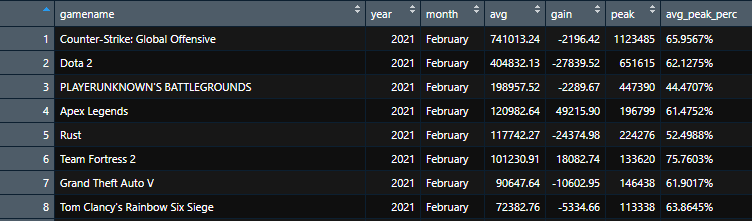 gamename year month avg gain peak avg_peak_perc
1 Counter-Strike: Global Offensive 2021 February 741013.24 -2196.42 1123485 65.9567%
2 Dota 2 2021 February 404832.13 -27839.52 651615 62.1275%
3 PLAYERUNKNOWN'S BATTLEGROUNDS 2021 February 198957.52 -2289.67 447390 44.4707%
4 Apex Legends 2021 February 120982.64 49215.90 196799 61.4752%
5 Rust 2021 February 117742.27 -24374.98 224276 52.4988%
6 Team Fortress 2 2021 February 101230.91 18082.74 133620 75.7603%
7 Grand Theft Auto V 2021 February 90647.64 -10602.95 146438 61.9017%
8 Tom Clancy's Rainbow Six Siege 2021 February 72382.76 -5334.66 113338 63.8645%